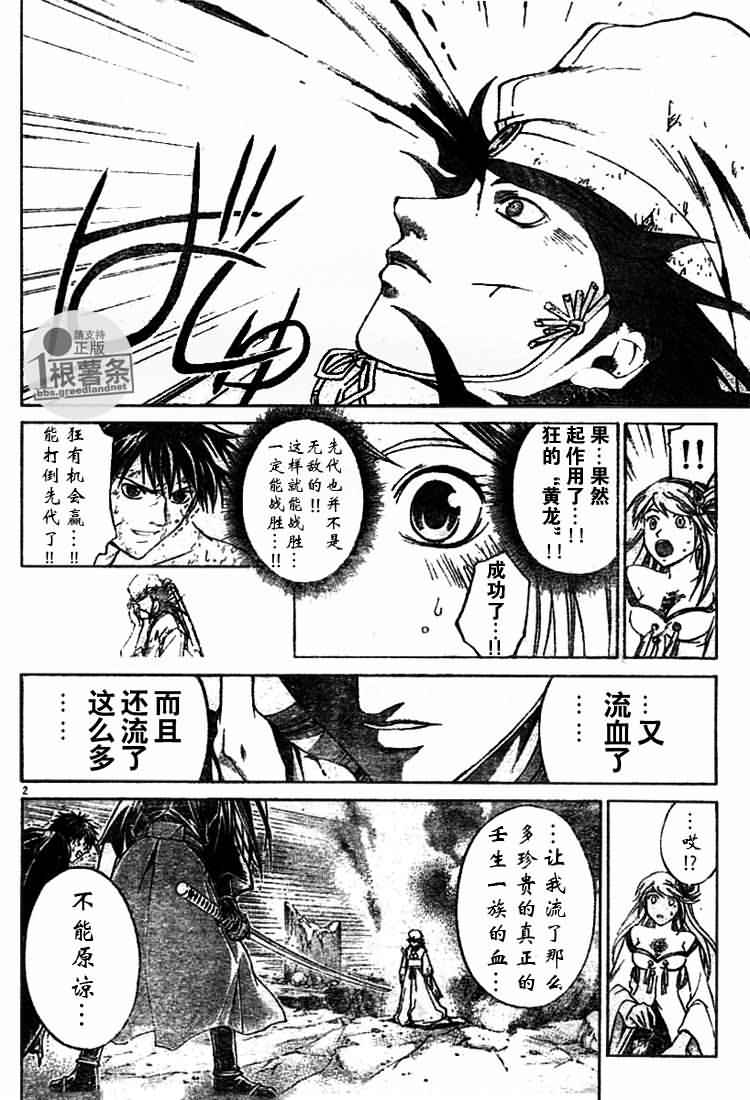 ばしゅ
請支持
正版
1根薯条
bbs.greedland.net
!!
果…果然
起作用了…!!
狂的“黄龙”!!
成功了…!!
先代也并不是
无敌的!!
这样就能战胜…
一定能战胜…!!
狂有机会赢…!!
能打倒先代了!!
…又
流血了
…
而且
…还流了…
…这么多…
2
…哎!?
…让我流了那么
多珍贵的真正的
壬生一族的血…
不能原谅…